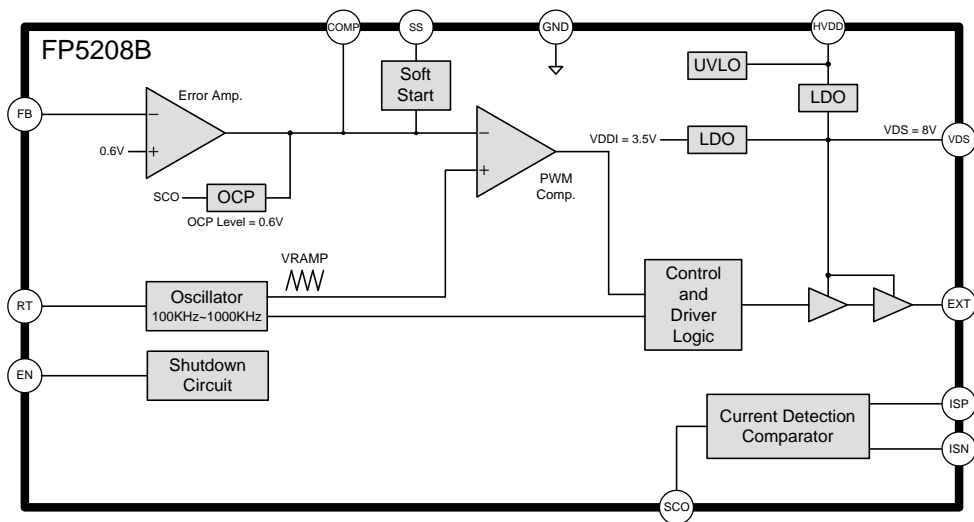 COMP
SS
GND
HVDD
FP5208B
UVLO
Soft
Start
LDO
Error Amp.
FB
−
0.6V
+
−
+
PWM
Comp.
VDDI = 3.5V
LDO
VDS = 8V
VDS
SCO
OCP
OCP Level = 0.6V
VRAMP
RT
Oscillator
100KHz~1000KHz
Control
and
Driver
Logic
EXT
EN
Shutdown
Circuit
Current Detection
Comparator
ISP
ISN
SCO